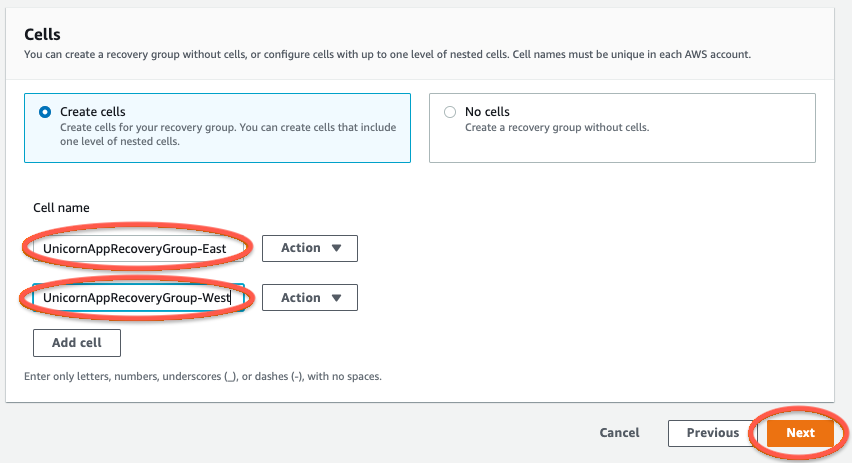 Cells
You can create a recovery group without cells, or configure cells with up to one level of nested cells. Cell names must be unique in each AWS account.
Create cells
Create cells for your recovery group. You can create cells that include
one level of nested cells.
No cells
Create a recovery group without cells.
Cell name
UnicornAppRecoveryGroup-East
Action
UnicornAppRecoveryGroup-West
Action
Add cell
Enter only letters, numbers, underscores (_), or dashes (-), with no spaces.
Cancel
Previous
Next